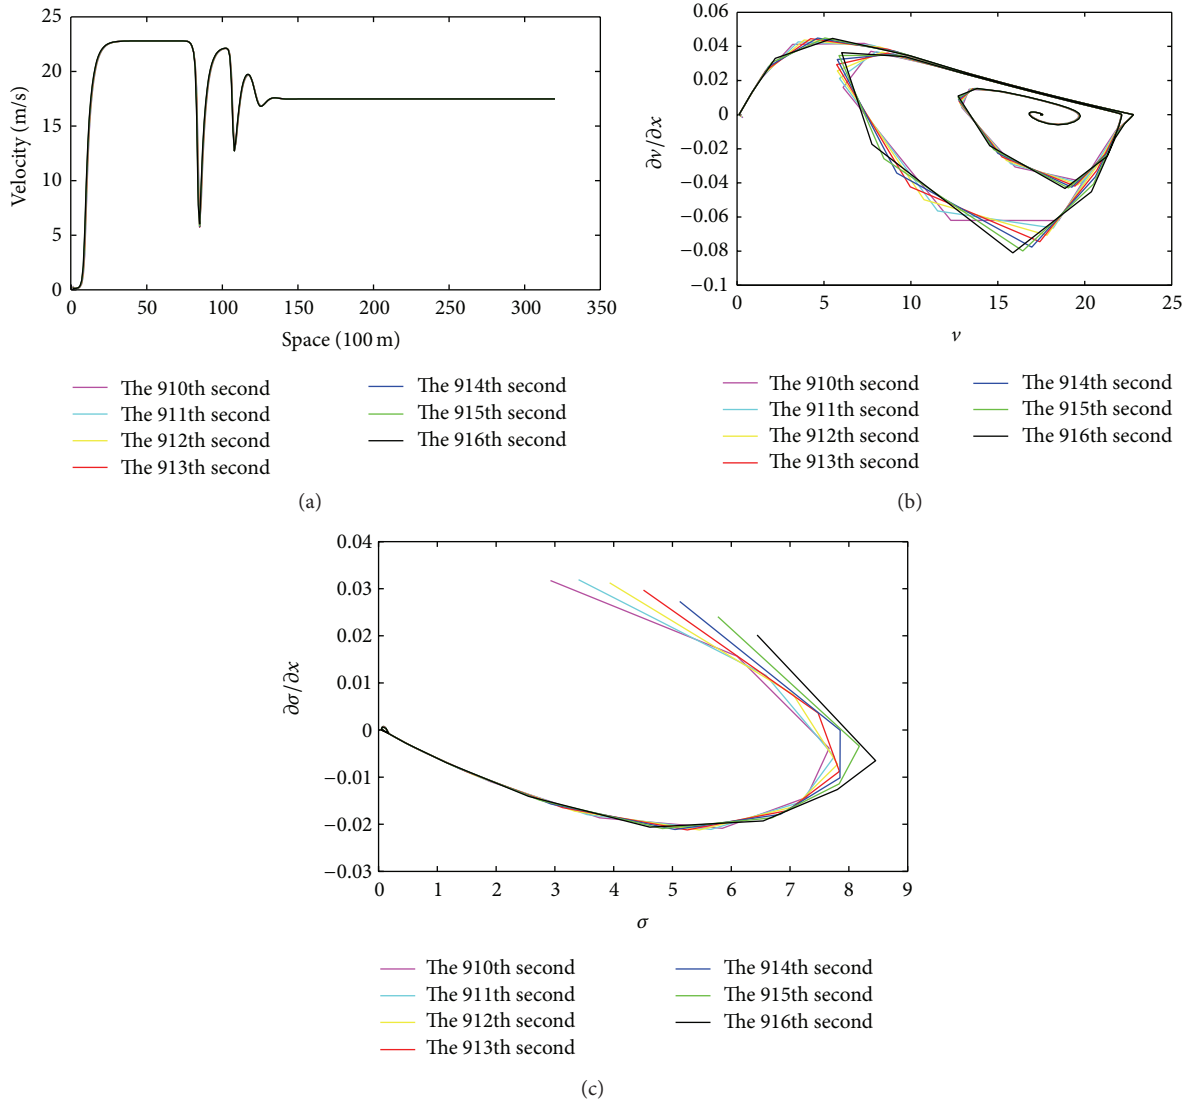 25
20
15
10
5
0
Velocity (m/s)
0 50 100 150 200 250 300 350
Space (100 m)
The 910th second
The 911th second
The 912th second
The 913th second
The 914th second
The 915th second
The 916th second
(a)
0.06
0.04
0.02
0
−0.02
−0.04
−0.06
−0.08
−0.1
∂v/∂x
0 5 10 15 20 25
v
The 910th second
The 911th second
The 912th second
The 913th second
The 914th second
The 915th second
The 916th second
(b)
0.04
0.03
0.02
0.01
0
−0.01
−0.02
−0.03
∂σ/∂x
0 1 2 3 4 5 6 7 8 9
σ
The 910th second
The 911th second
The 912th second
The 913th second
The 914th second
The 915th second
The 916th second
(c)